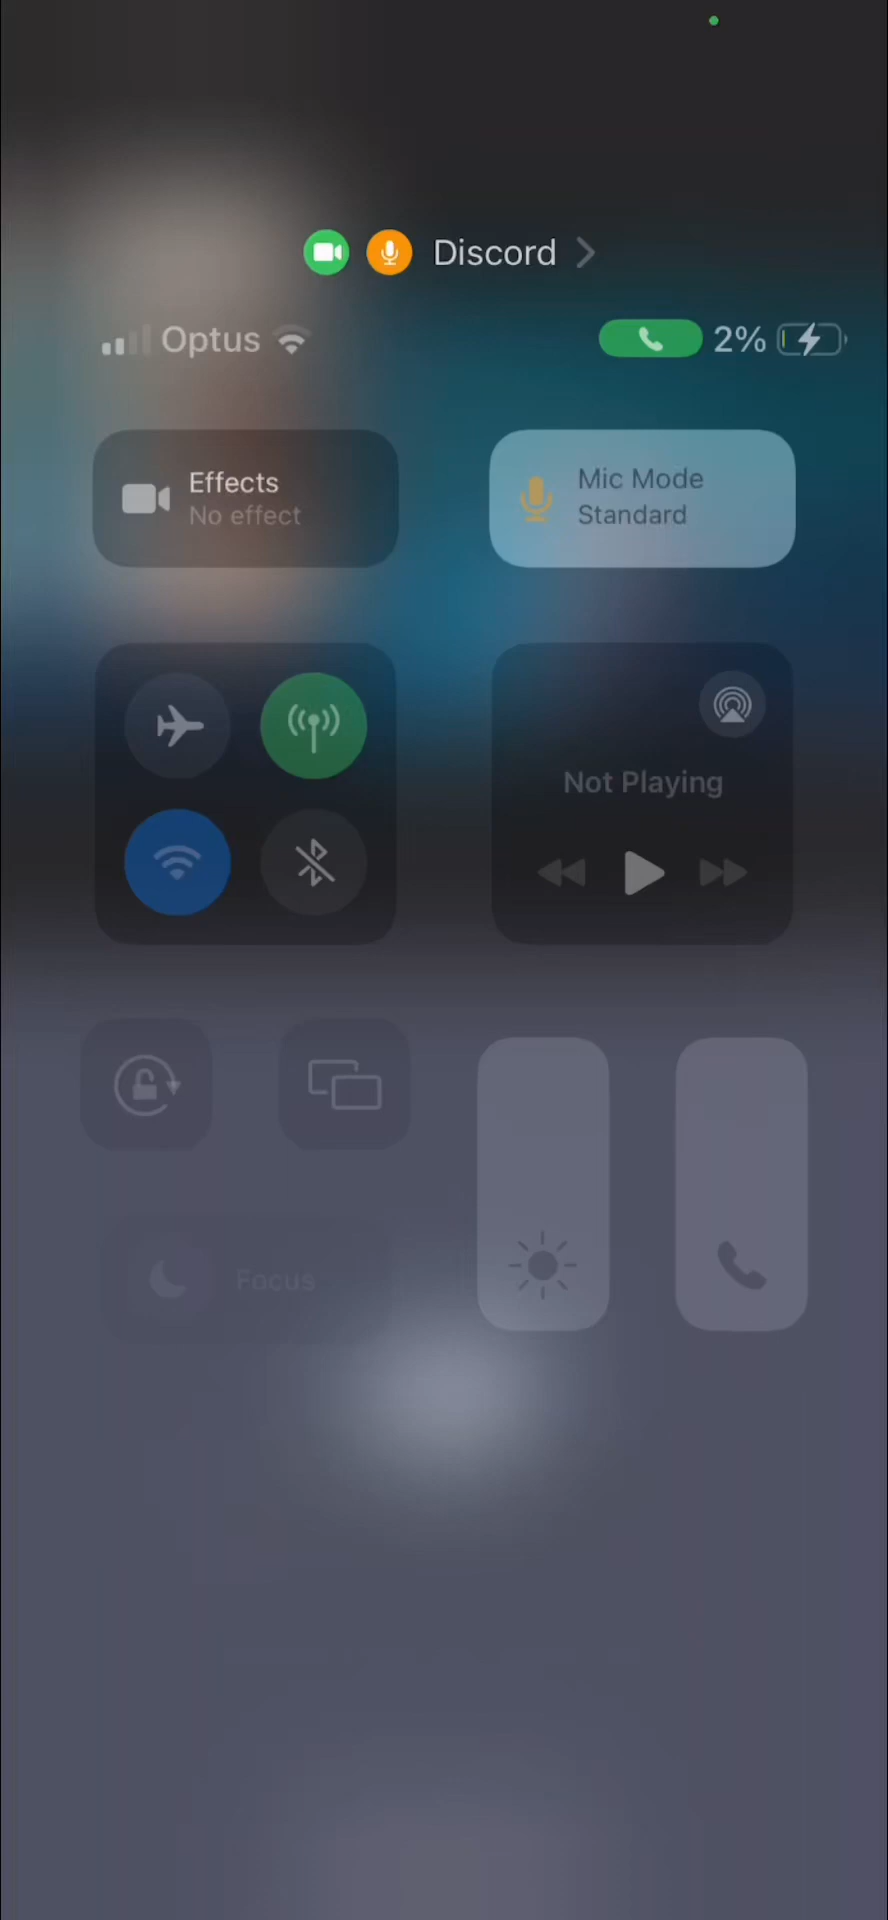 Discord
Optus
2%
Effects
No effect
Mic Mode
Standard
Not Playing
Focus